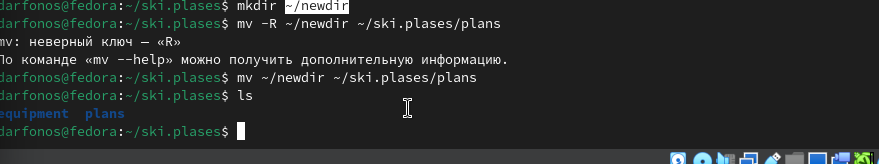 darfonos@fedora:~/ski.plases$ mkdir ~/newdir
darfonos@fedora:~/ski.plases$ mv -R ~/newdir ~/ski.plases/plans
mv: неверный ключ — «R»
По команде «mv --help» можно получить дополнительную информацию.
darfonos@fedora:~/ski.plases$ mv ~/newdir ~/ski.plases/plans
darfonos@fedora:~/ski.plases$ ls
equipment  plans
darfonos@fedora:~/ski.plases$